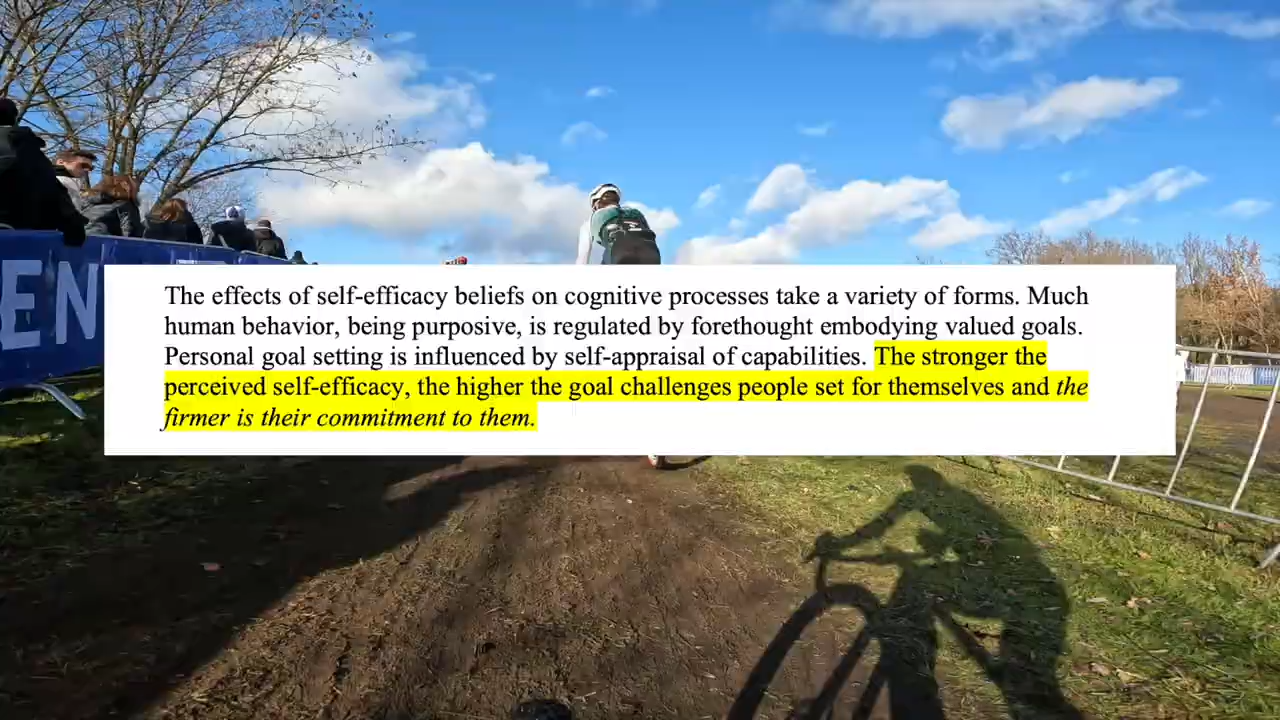 EN
The effects of self-efficacy beliefs on cognitive processes take a variety of forms. Much
human behavior, being purposive, is regulated by forethought embodying valued goals.
Personal goal setting is influenced by self-appraisal of capabilities. The stronger the
perceived self-efficacy, the higher the goal challenges people set for themselves and the
firmer is their commitment to them.